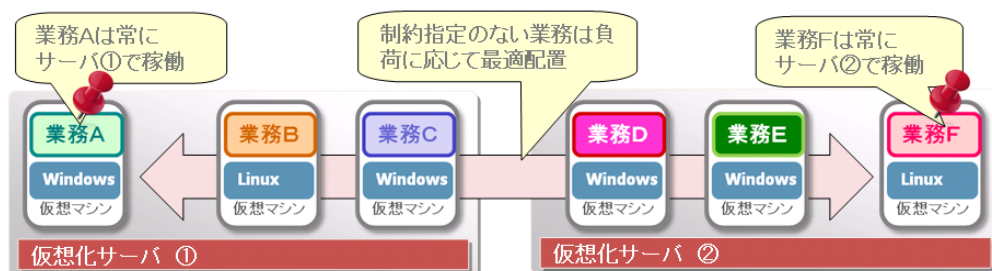 業務Aは常に
サーバ①で稼働
制約指定のない業務は負
荷に応じて最適配置
業務Fは常に
サーバ②で稼働
業務A
業務B
業務C
業務D
業務E
業務F
Windows
Linux
Windows
Windows
Windows
Linux
仮想マシン
仮想マシン
仮想マシン
仮想マシン
仮想マシン
仮想マシン
仮想化サーバ ①
仮想化サーバ ②